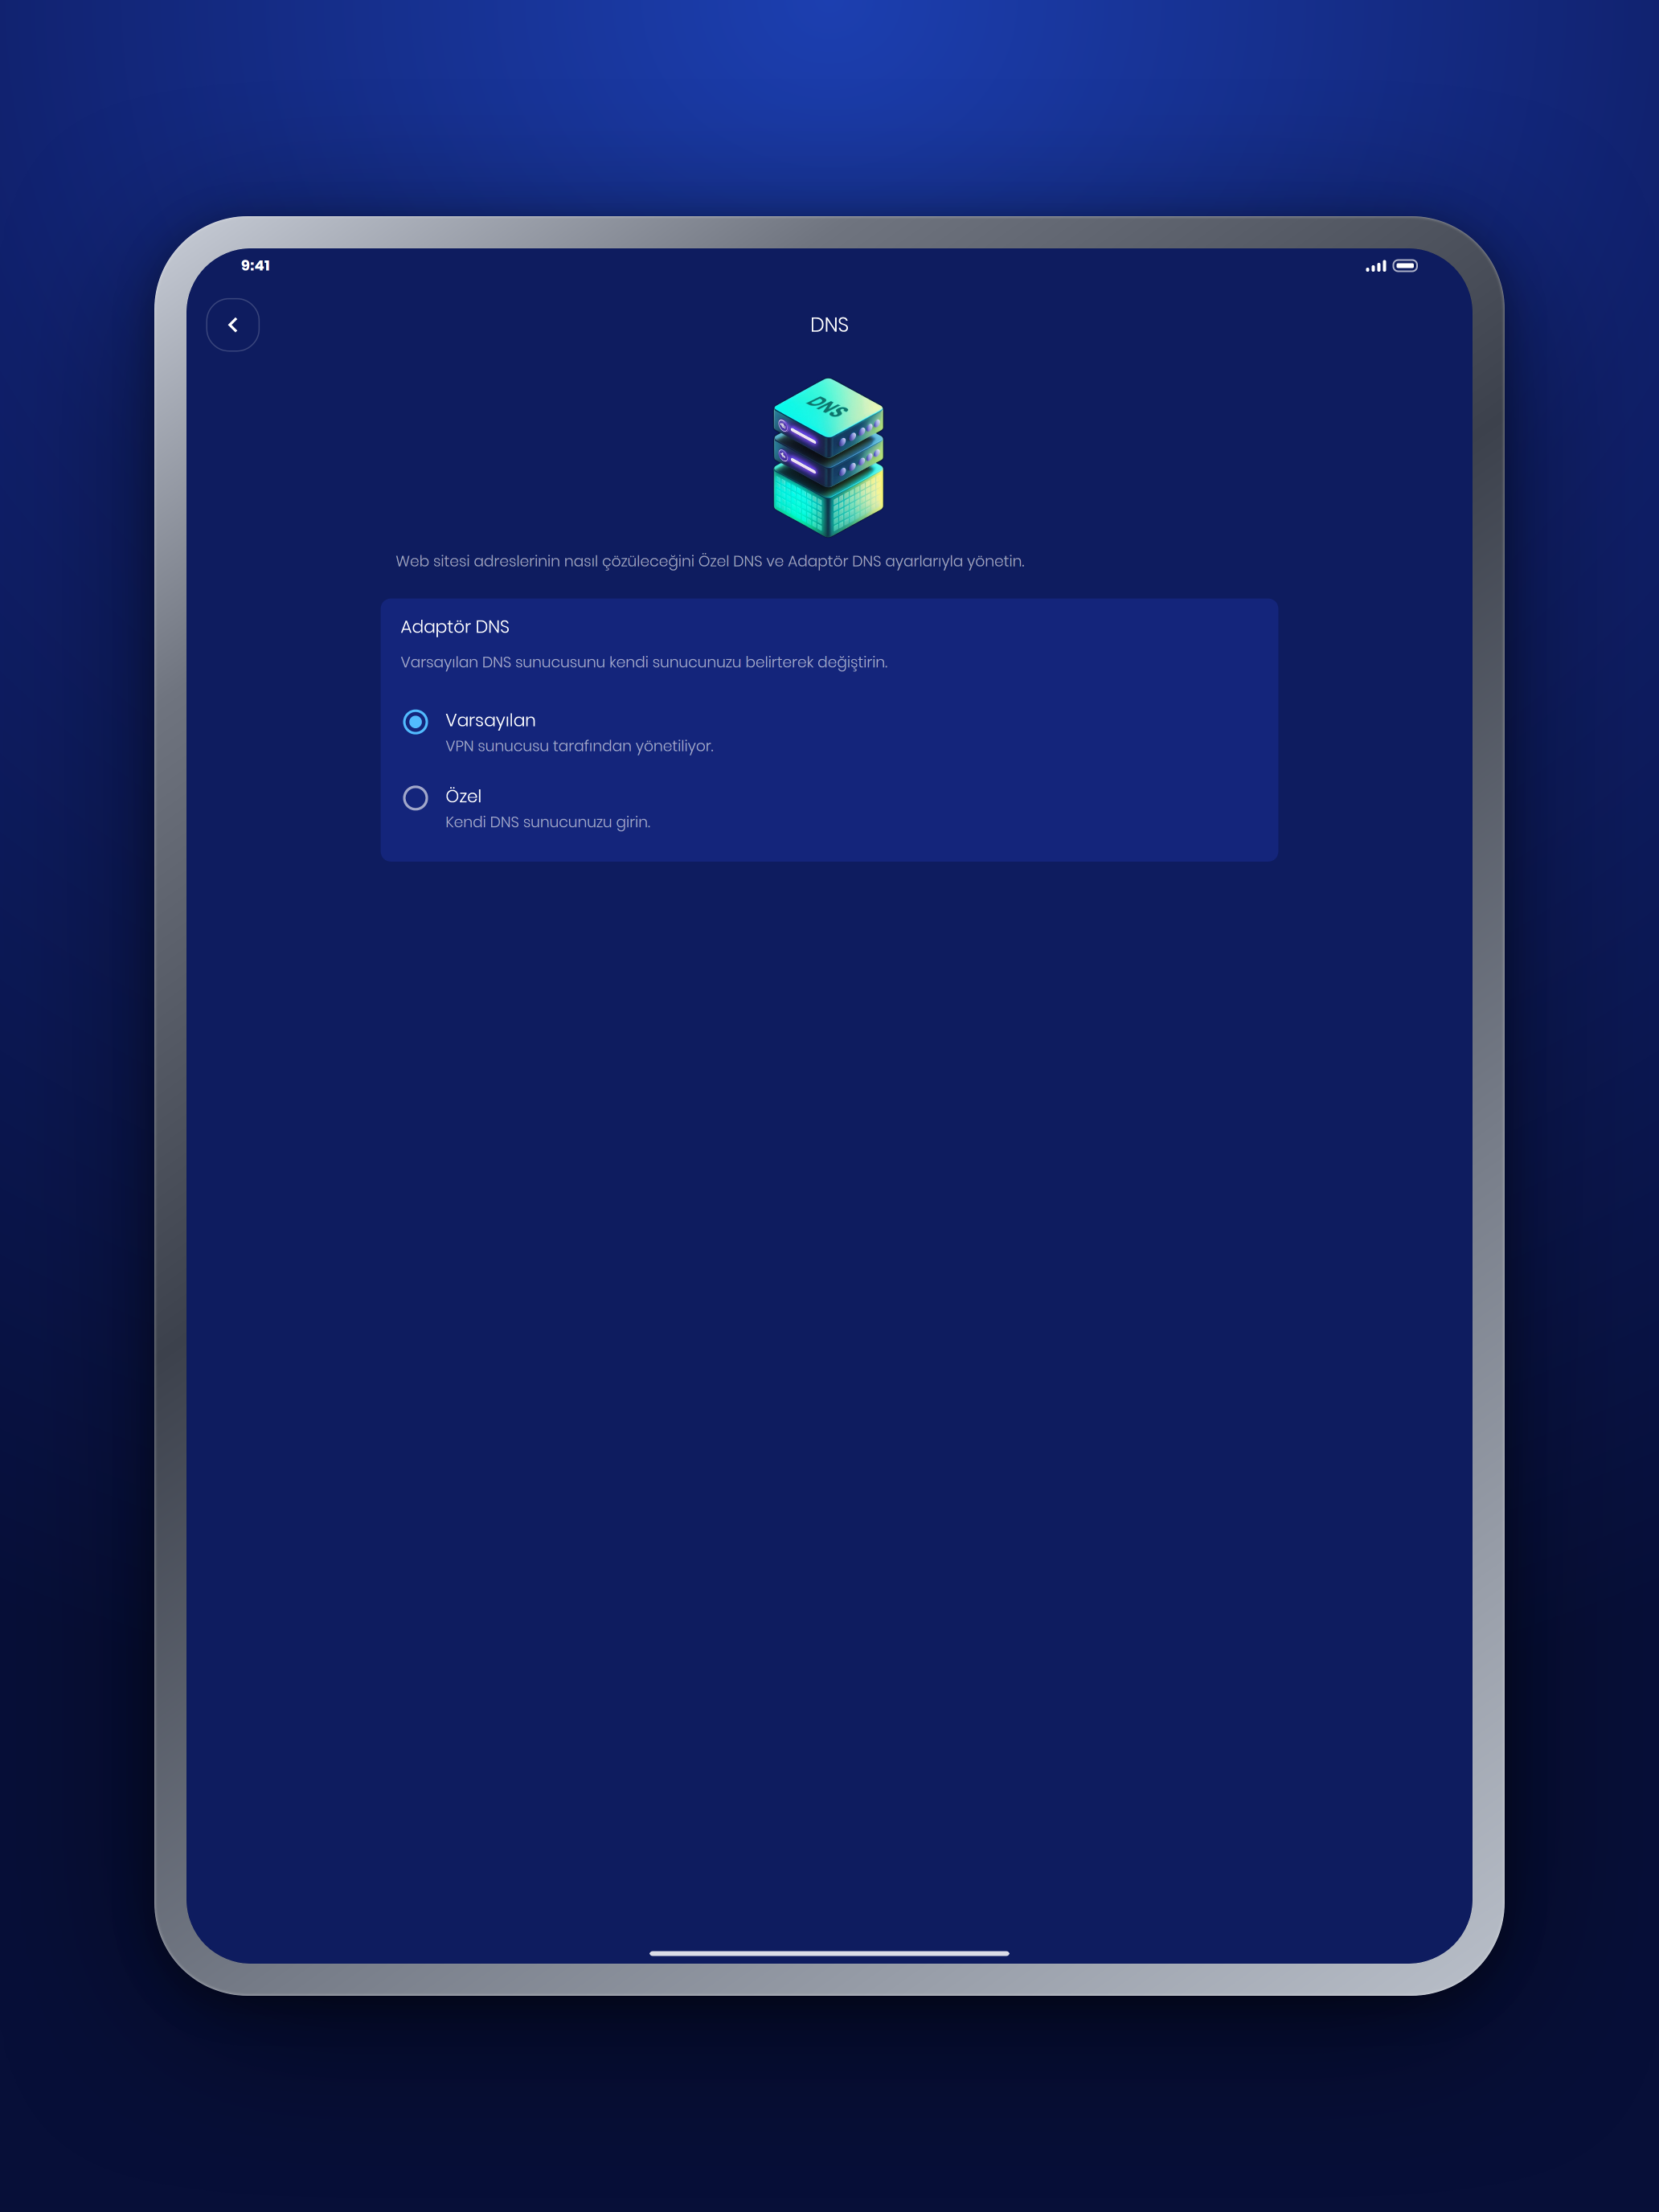 9:41
DNS
DNS
Web sitesi adreslerinin nasıl çözüleceğini Özel DNS ve Adaptör DNS ayarlarıyla yönetin.
Adaptör DNS
Varsayılan DNS sunucusunu kendi sunucunuzu belirterek değiştirin.
Varsayılan
VPN sunucusu tarafından yönetiliyor.
Özel
Kendi DNS sunucunuzu girin.